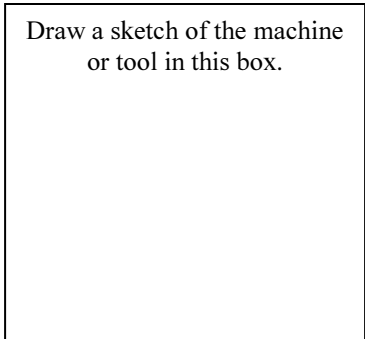 Draw a sketch of the machine
or tool in this box.